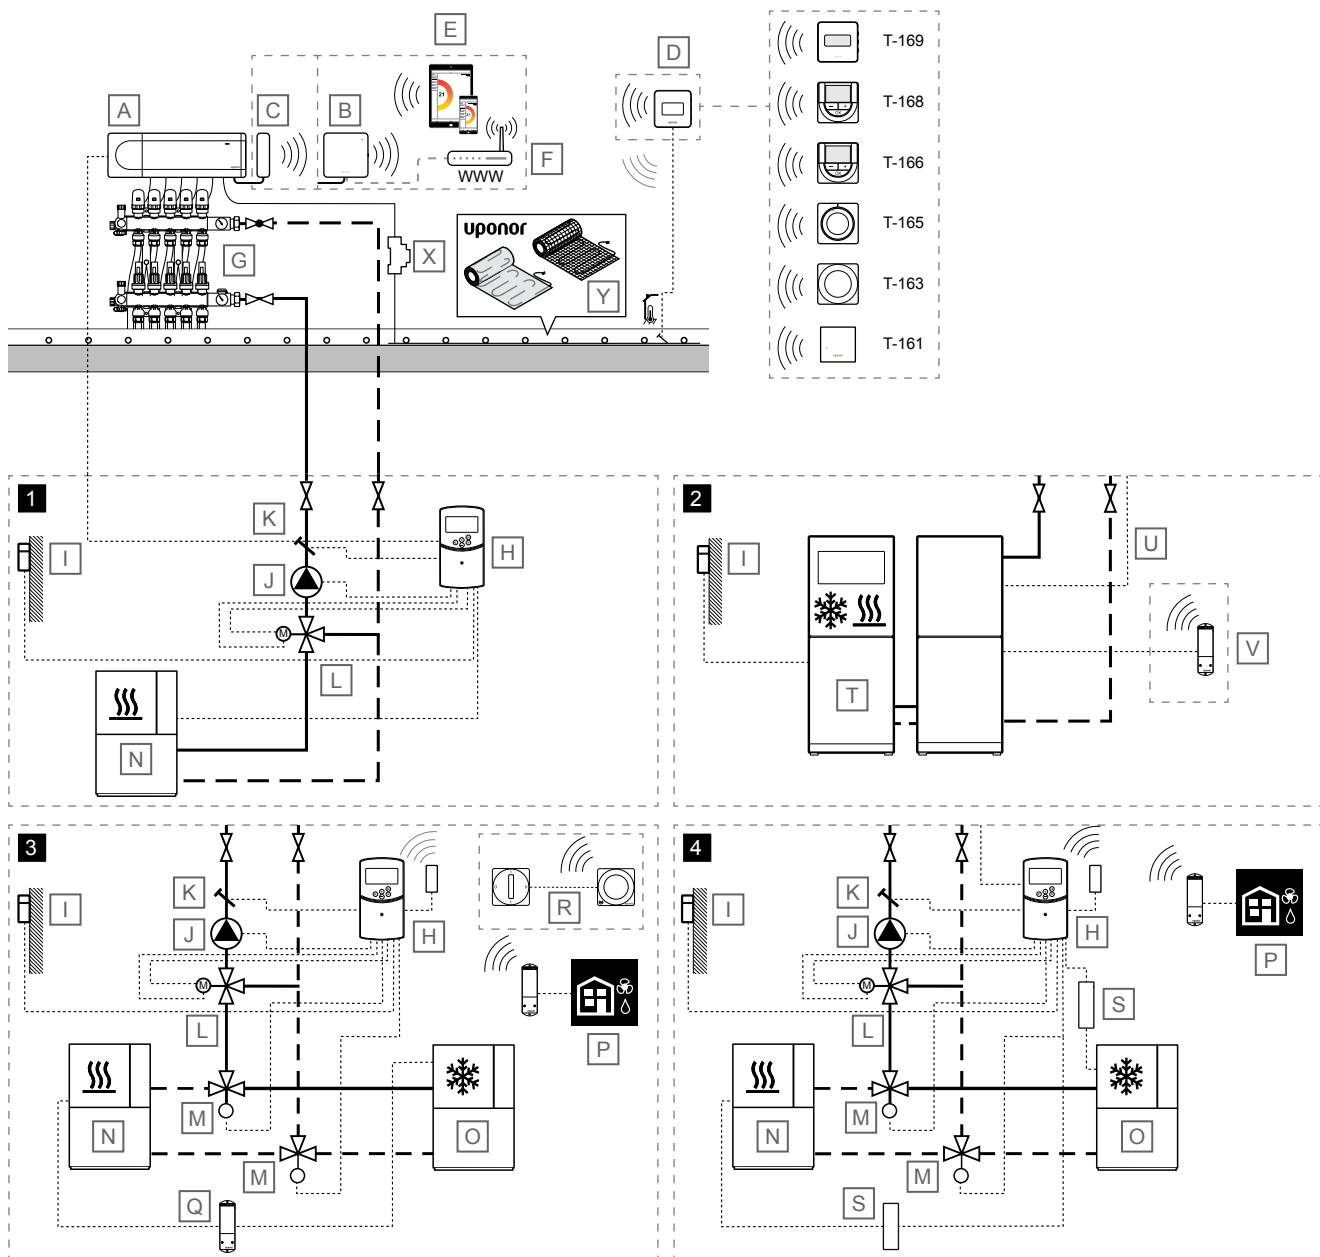 E
D
T-169
A
C
B
T-168
F
WWW
T-166
uponor
T-165
G
X
Y
T-163
T-161
1
K
H
I
J
M
L
N
2
I
U
V
T
3
K
I
J
H
R
M
L
P
N
M
O
M
Q
4
K
I
J
H
P
M
L
S
N
M
O
M
S